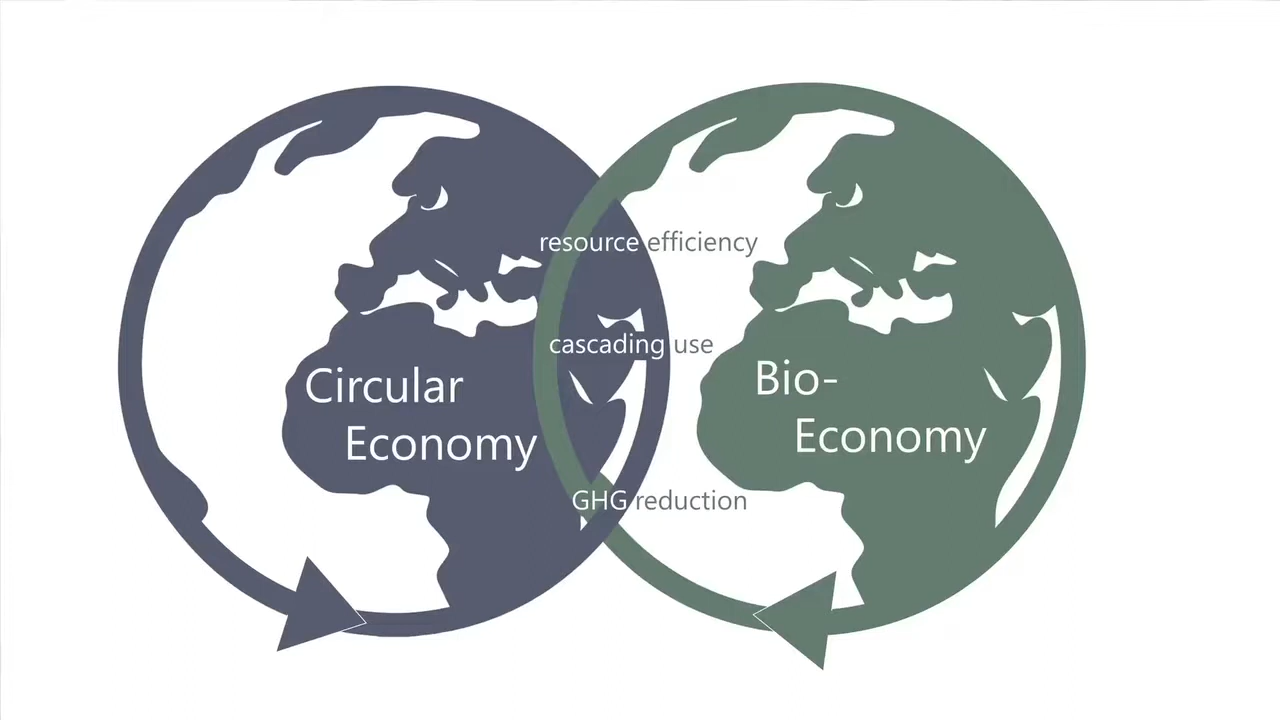 resource efficiency
cascading use
Circular
Economy
Bio-
Economy
GHG reduction